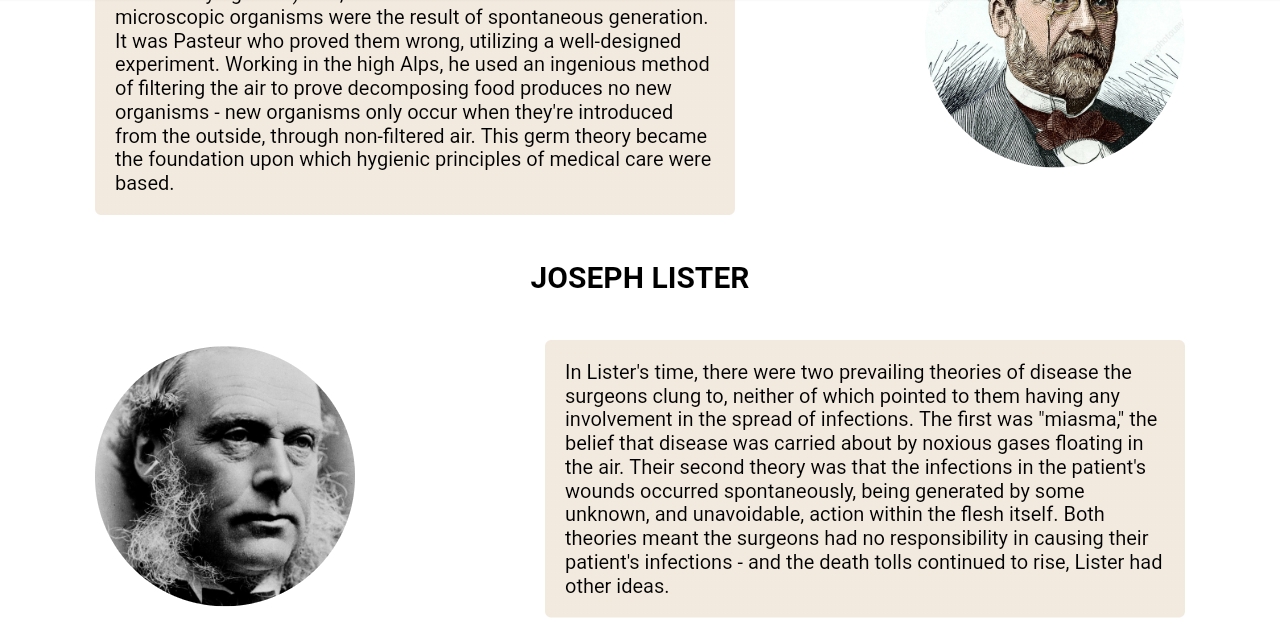 microscopic organisms were the result of spontaneous generation.
It was Pasteur who proved them wrong, utilizing a well-designed
experiment. Working in the high Alps, he used an ingenious method
of filtering the air to prove decomposing food produces no new
organisms - new organisms only occur when they're introduced
from the outside, through non-filtered air. This germ theory became
the foundation upon which hygienic principles of medical care were
based.
JOSEPH LISTER
In Lister's time, there were two prevailing theories of disease the
surgeons clung to, neither of which pointed to them having any
involvement in the spread of infections. The first was "miasma," the
belief that disease was carried about by noxious gases floating in
the air. Their second theory was that the infections in the patient's
wounds occurred spontaneously, being generated by some
unknown, and unavoidable, action within the flesh itself. Both
theories meant the surgeons had no responsibility in causing their
patient's infections - and the death tolls continued to rise, Lister had
other ideas.